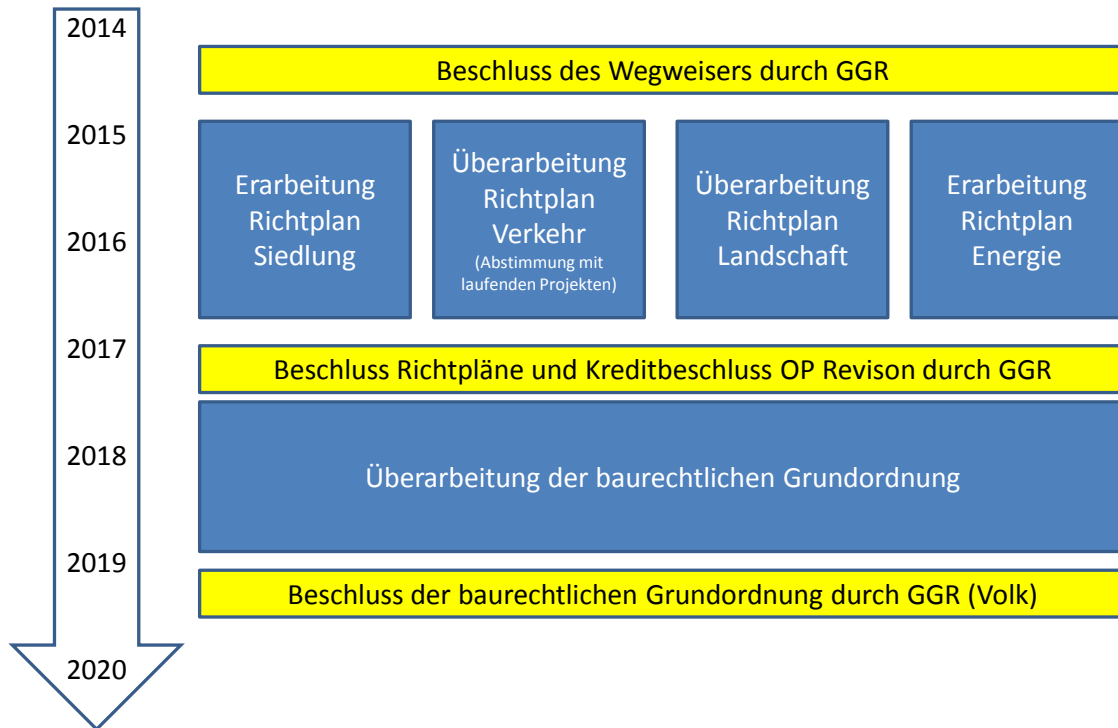 2014
Beschluss des Wegweisers durch GGR
2015
Erarbeitung
Richtplan
Siedlung
Überarbeitung
Richtplan
Verkehr
(Abstimmung mit
laufenden Projekten)
Überarbeitung
Richtplan
Landschaft
Erarbeitung
Richtplan
Energie
2016
2017
Beschluss Richtpläne und Kreditbeschluss OP Revison durch GGR
2018
Überarbeitung der baurechtlichen Grundordnung
2019
Beschluss der baurechtlichen Grundordnung durch GGR (Volk)
2020